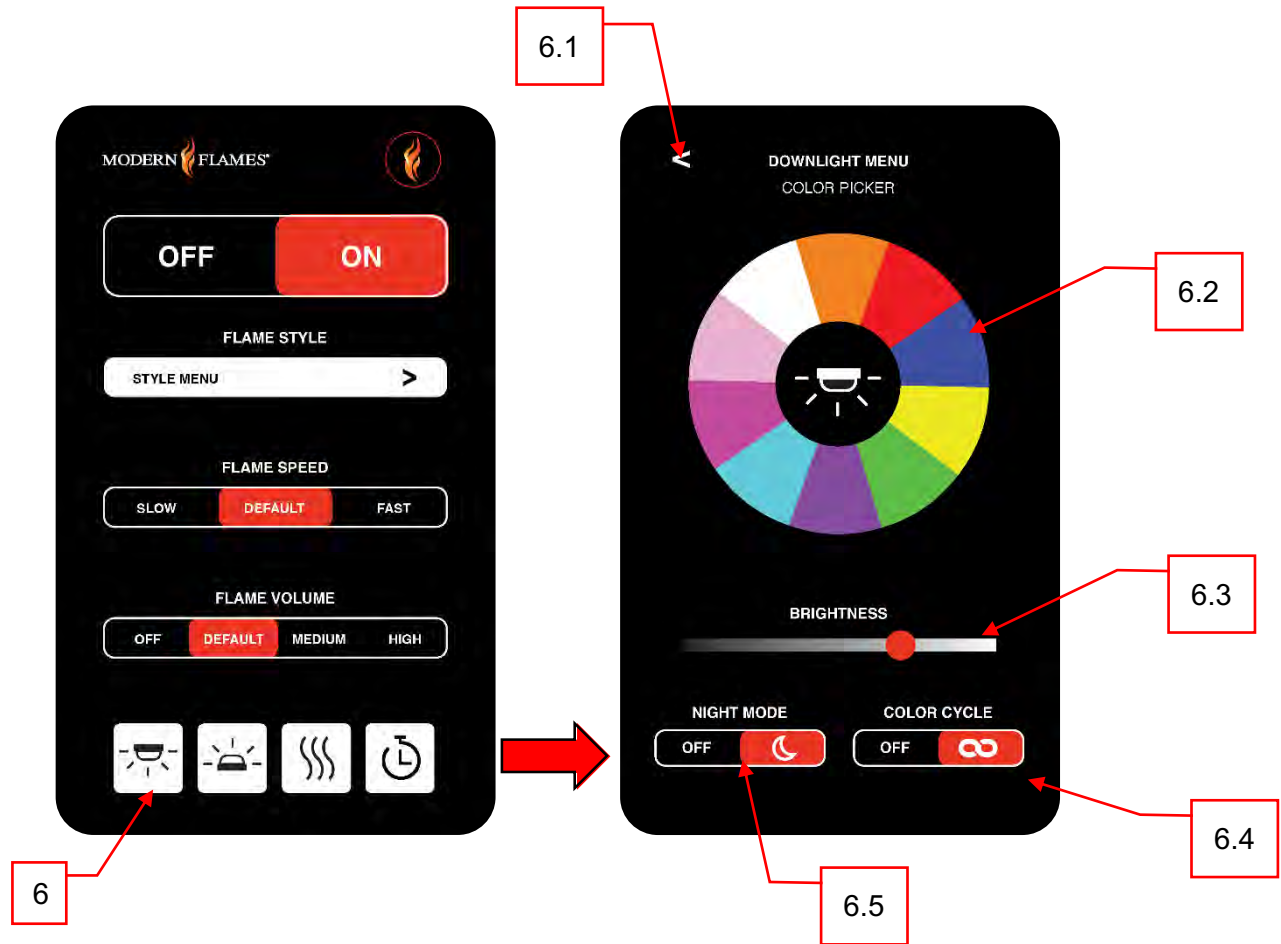 6.1
MODERN FLAMES®
OFF ON
FLAME STYLE
STYLE MENU >
FLAME SPEED
SLOW DEFAULT FAST
FLAME VOLUME
OFF DEFAULT MEDIUM HIGH
6
<
DOWNLIGHT MENU
COLOR PICKER
6.2
BRIGHTNESS
6.3
NIGHT MODE COLOR CYCLE
OFF OFF
6.4
6.5